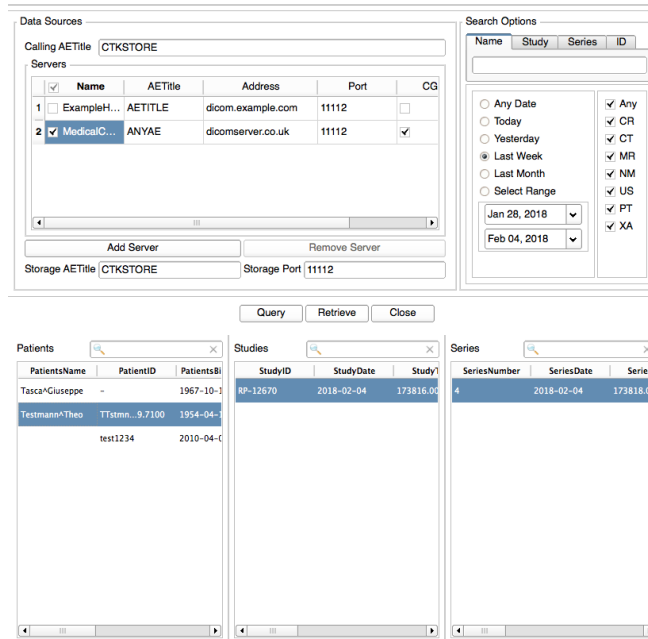 Data Sources
Calling AETitle CTKSTORE
Servers
Name AETitle Address Port CG
1 ExampleH... AETITLE dicom.example.com 11112
2 MedicalC... ANYAE dicomserver.co.uk 11112
Add Server Remove Server
Storage AETitle CTKSTORE Storage Port 11112
Search Options
Name Study Series ID
Any Date
Today
Yesterday
Last Week
Last Month
Select Range
Jan 28, 2018
Feb 04, 2018
Any
CR
CT
MR
NM
US
PT
XA
Query Retrieve Close
Patients
PatientsName PatientID PatientsBi
Tasca^Giuseppe - 1967-10-1
Testmann^Theo TTstmn...9.7100 1954-04-1
test1234 2010-04-0
Studies
StudyID StudyDate StudyT
RP-12670 2018-02-04 173816.00
Series
SeriesNumber SeriesDate Serie
4 2018-02-04 173818.0